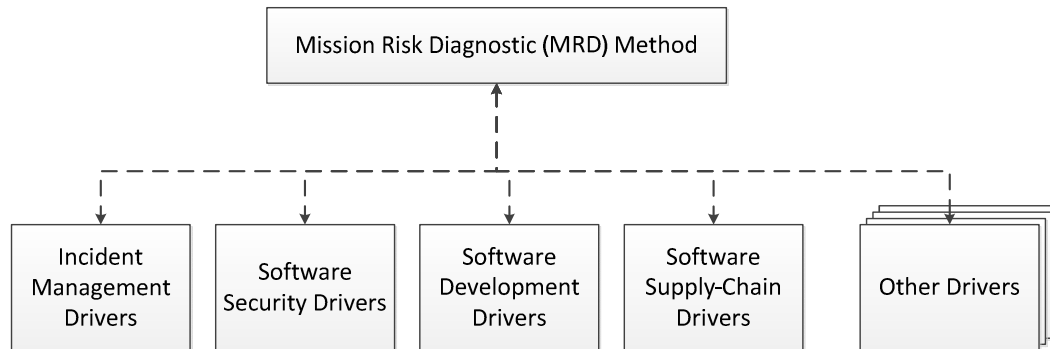 Mission Risk Diagnostic (MRD) Method
Incident
Management
Drivers
Software
Security Drivers
Software
Development
Drivers
Software
Supply-Chain
Drivers
Other Drivers